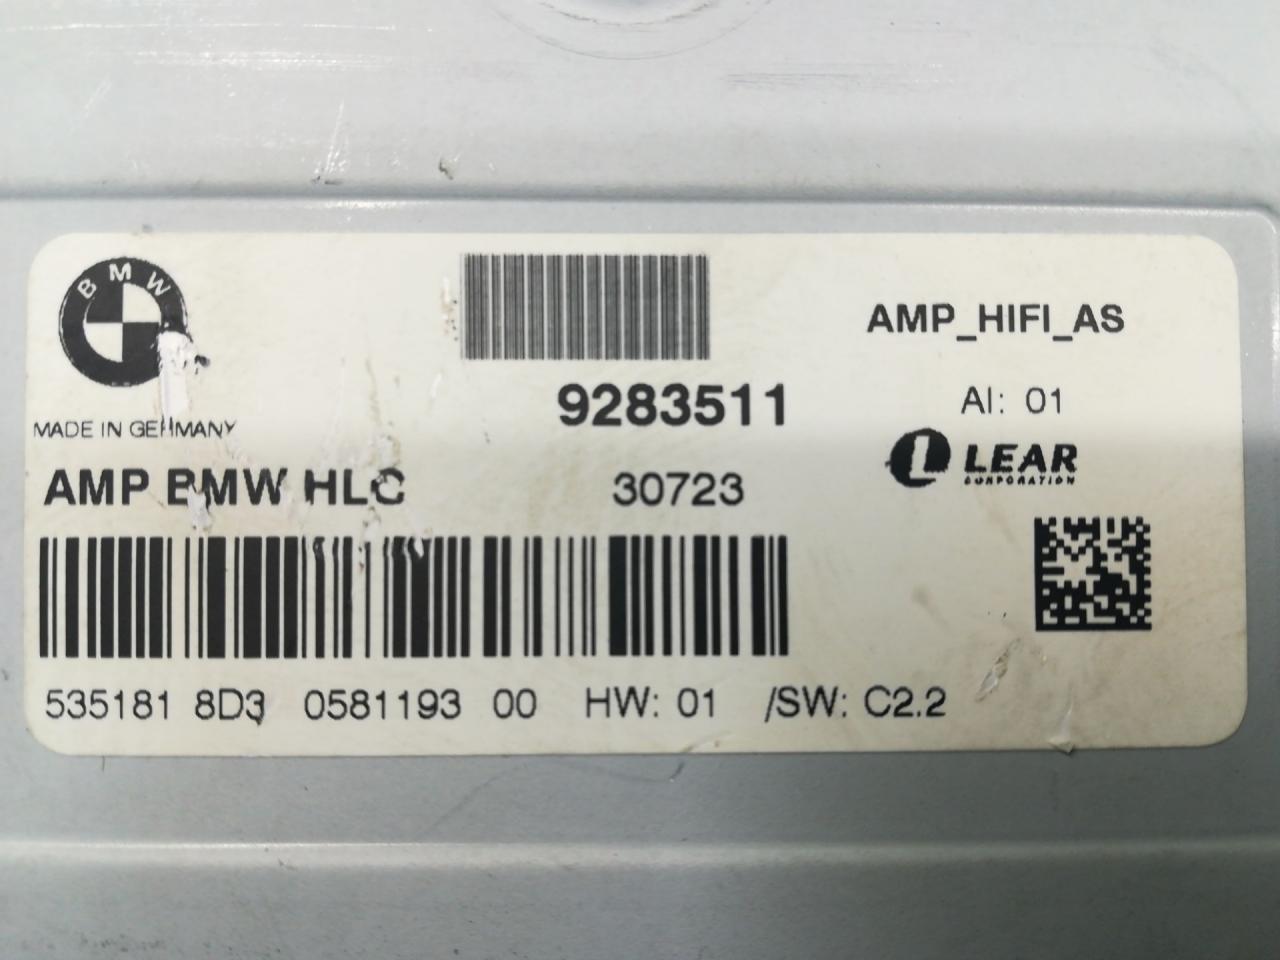 BMW
AMP_HIFI_AS
9283511
AI: 01
MADE IN GERMANY
LEAR
CORPORATION
AMP BMW HLC
30723
535181 8D3 0581193 00 HW: 01 /SW: C2.2